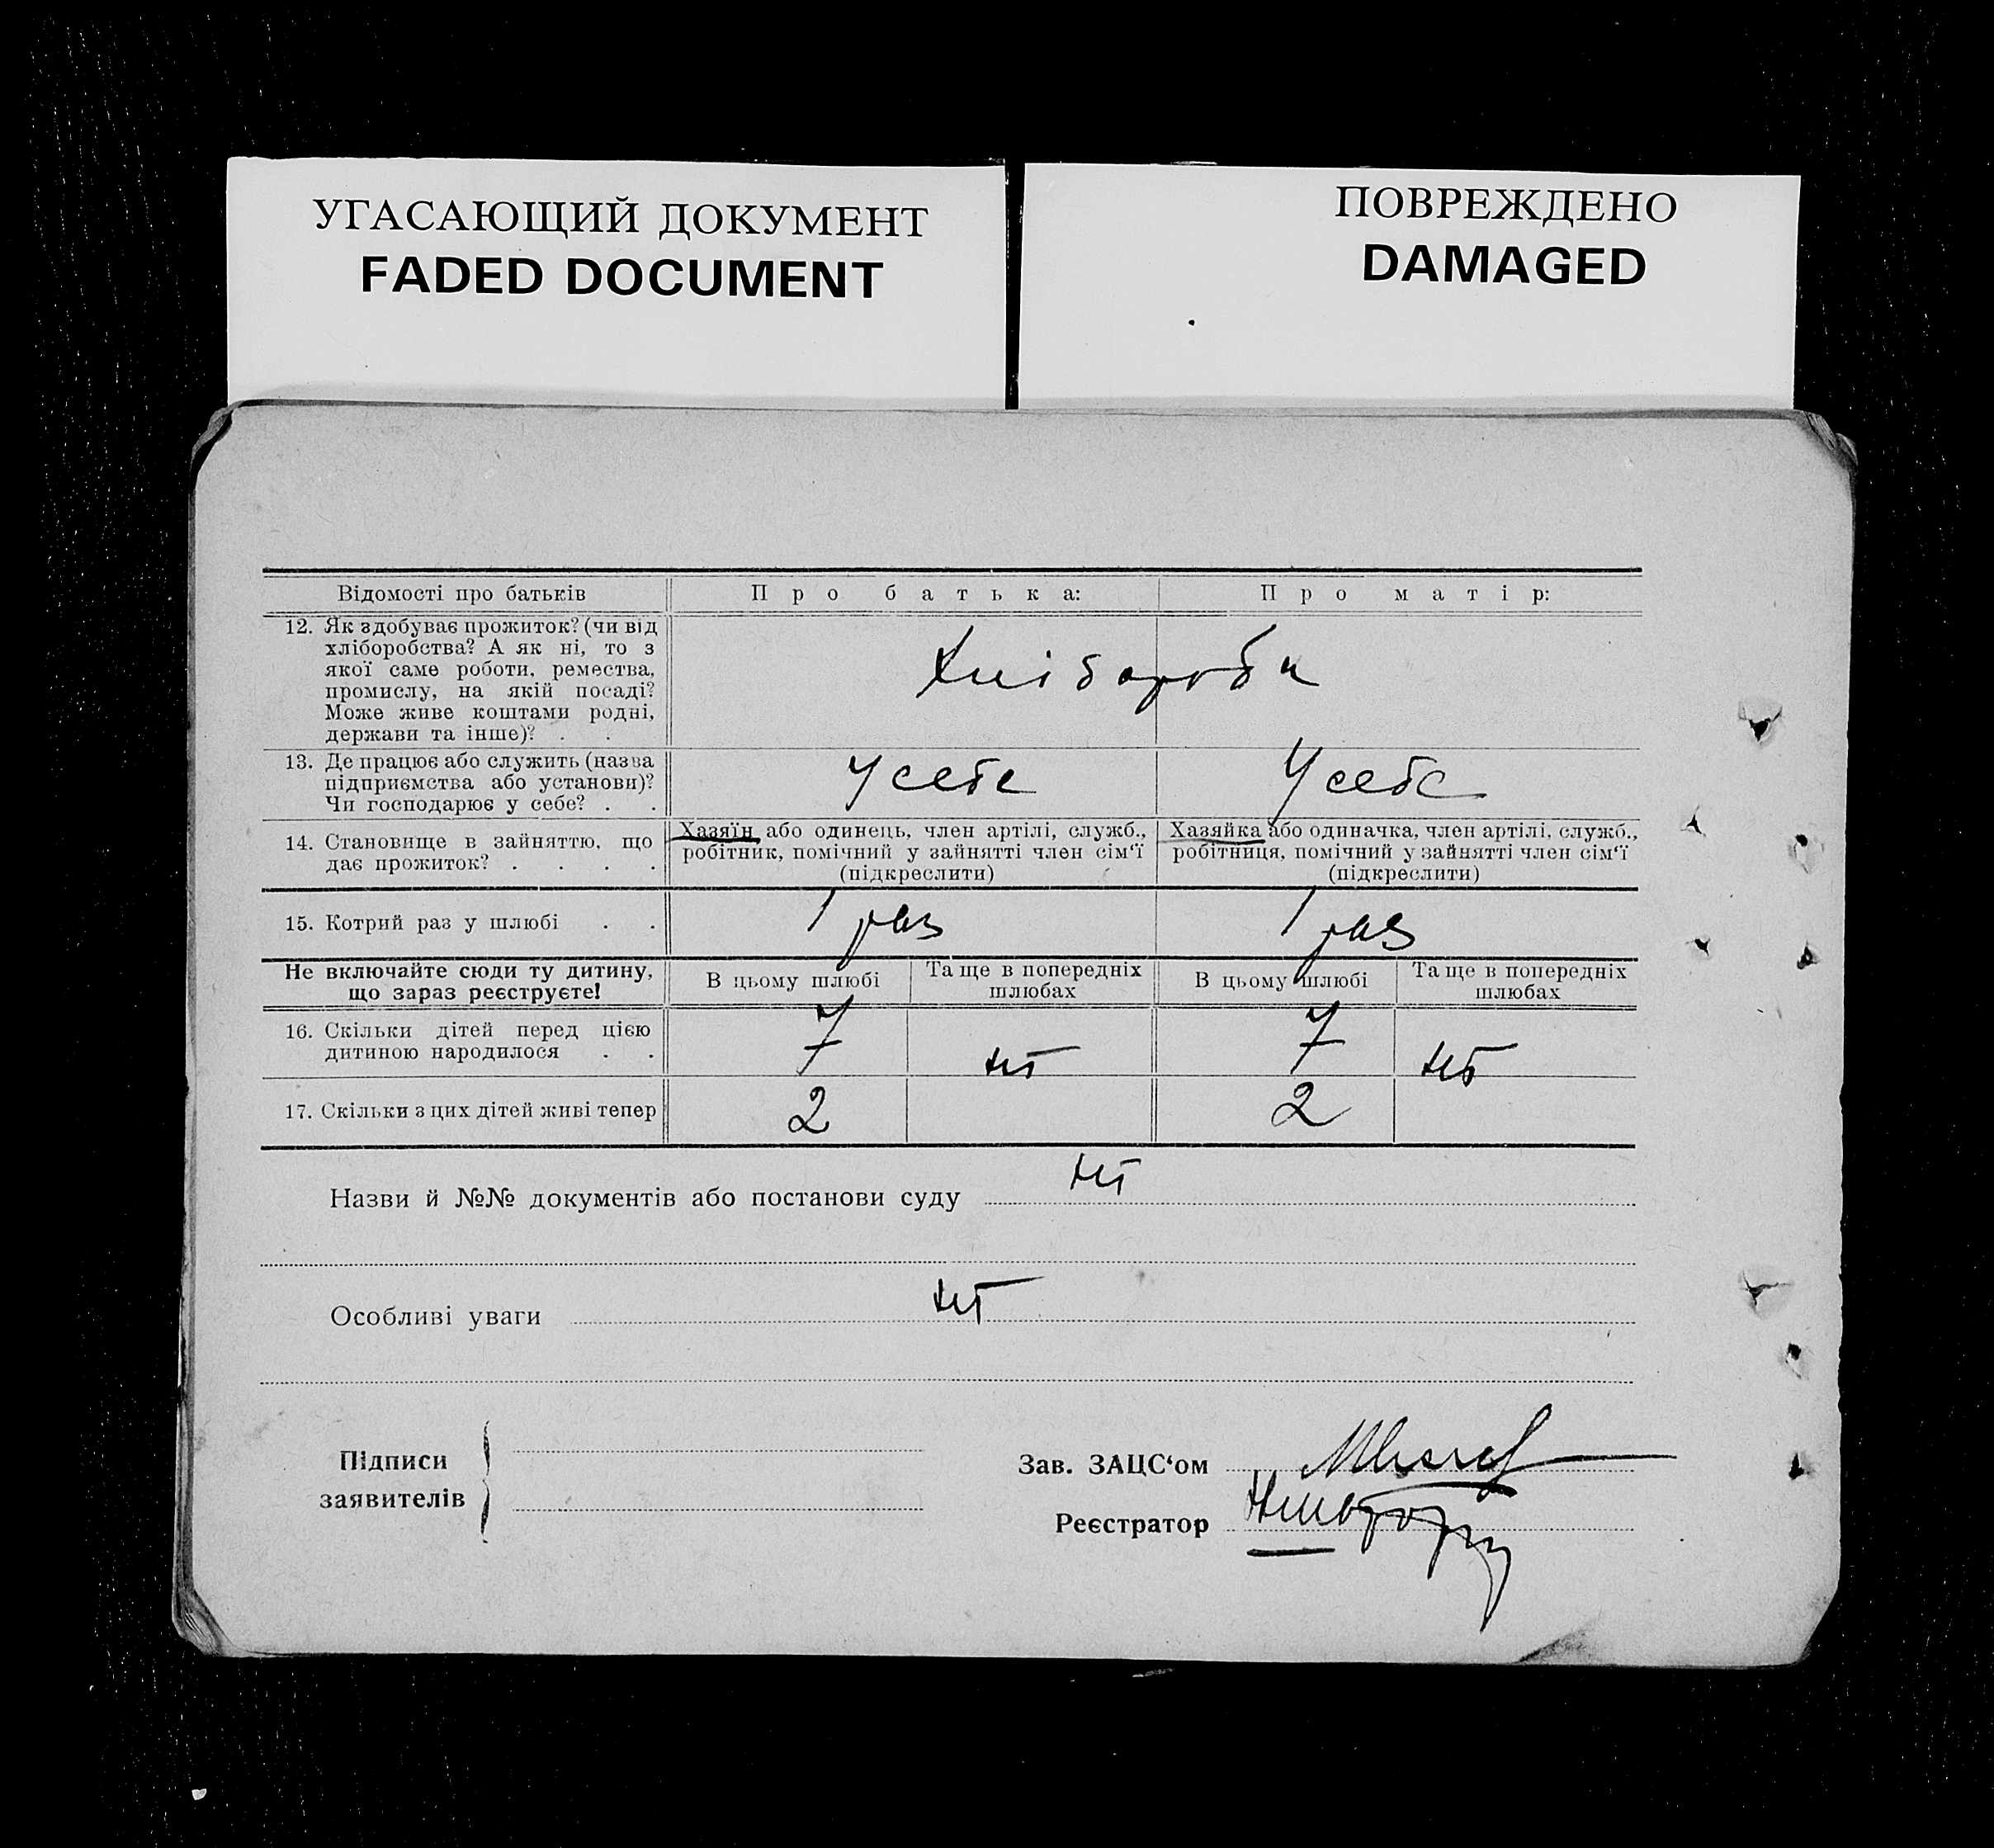 УГАСАЮЩИЙ ДОКУМЕНТ
FADED DOCUMENT
ПОВРЕЖДЕНО
DAMAGED
Відомості про батьків
Про батька:
Про матір:
12. Як здобуває прожиток? (чи від
хліборобства? А як ні, то з
якої саме роботи, ремества,
промислу, на якій посаді?
Може живе коштами родні,
держави та інше)? . .
Хлібороби
13. Де працює або служить (назва
підприємства або установи)?
Чи господарює у себе? . .
У себе
У себе
14. Становище в зайняттю, що
дає прожиток? . . . .
Хазяїн або одинець, член артілі, служб.,
робітник, помічний у зайнятті член сім'ї
(підкреслити)
Хазяйка або одиначка, член артілі, служб.,
робітниця, помічний у зайнятті член сім'ї
(підкреслити)
15. Котрий раз у шлюбі . .
1 раз
1 раз
Не включайте сюди ту дитину,
що зараз реєструєте!
В цьому шлюбі
Та ще в попередніх
шлюбах
В цьому шлюбі
Та ще в попередніх
шлюбах
16. Скільки дітей перед цією
дитиною народилося . .
7
ні
7
ні
17. Скільки з цих дітей живі тепер
2
2
Назви й №№ документів або постанови суду
ні
Особливі уваги
ні
Підписи
заявителів
Зав. ЗАЦС'ом
Реєстратор